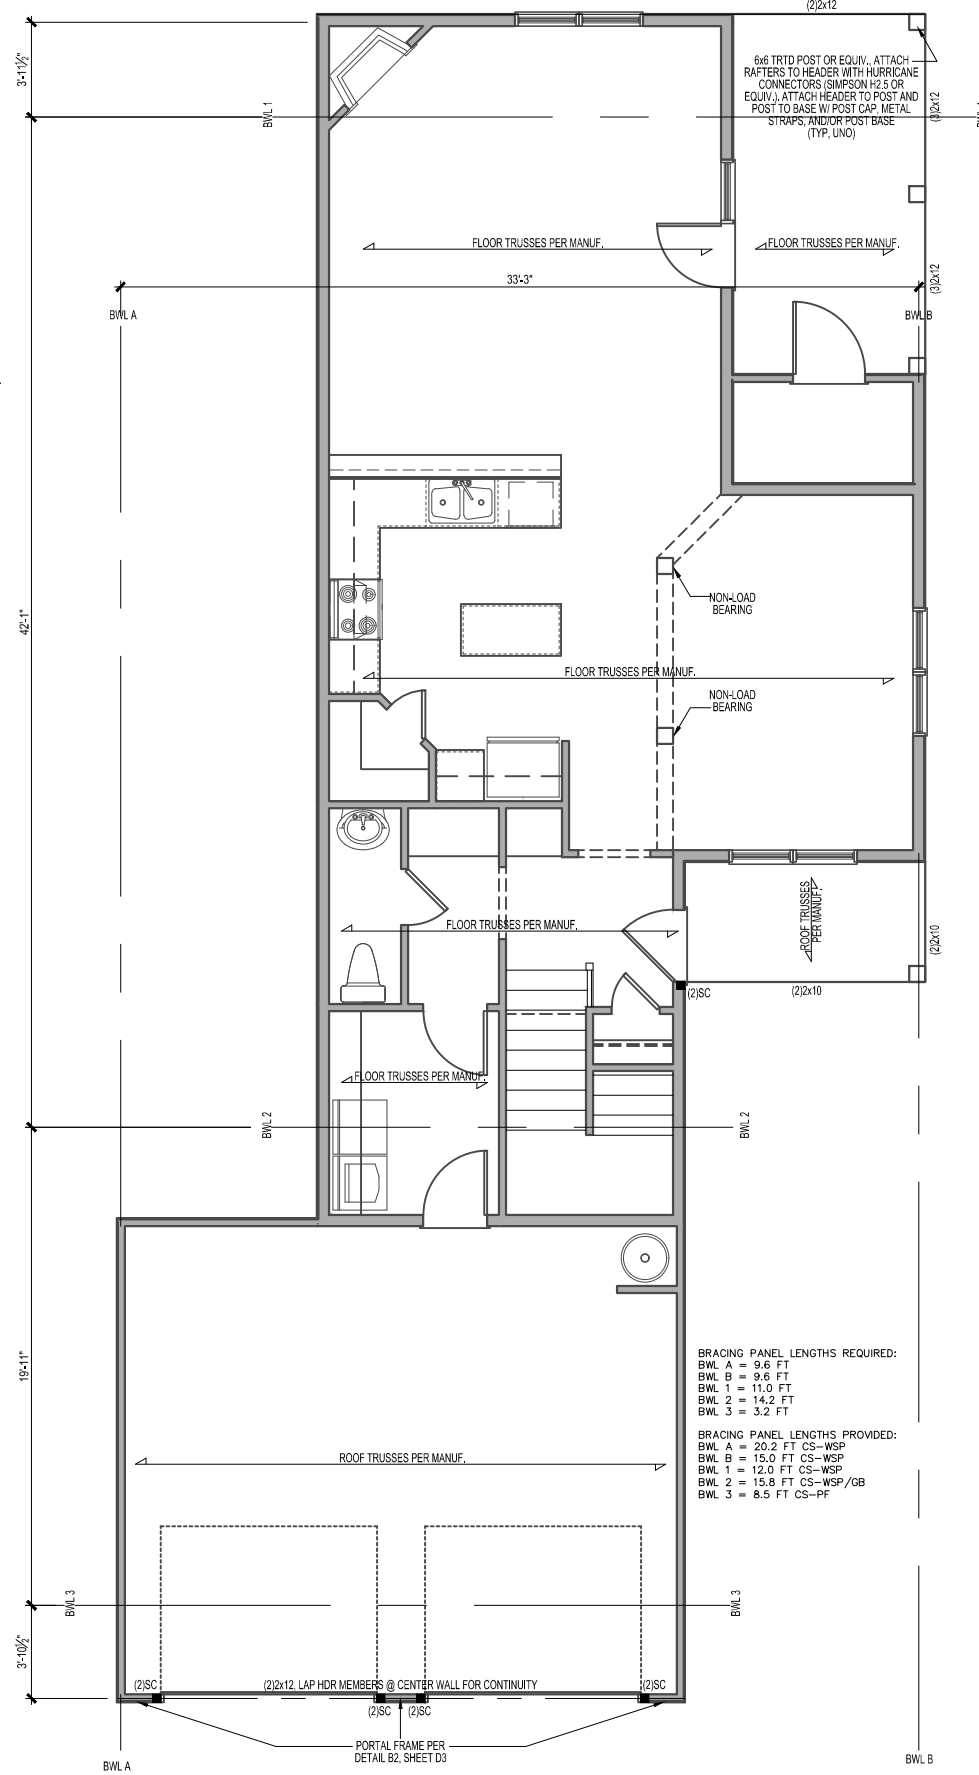 (2)2x12
3'-11½"
6x6 TRTD POST OR EQUIV., ATTACH
RAFTERS TO HEADER WITH HURRICANE
CONNECTORS (SIMPSON H2.5 OR
EQUIV.). ATTACH HEADER TO POST AND
POST TO BASE W/ POST CAP, METAL
STRAPS, AND/OR POST BASE
(TYP, UNO)
(3)2x12
BWL 1
FLOOR TRUSSES PER MANUF.
FLOOR TRUSSES PER MANUF.
33'-3"
(3)2x12
BWL A
BWL B
42'-1"
NON-LOAD
BEARING
FLOOR TRUSSES PER MANUF.
NON-LOAD
BEARING
ROOF TRUSSES
PER MANUF.
FLOOR TRUSSES PER MANUF.
(2)2x10
(2)SC
(2)2x10
FLOOR TRUSSES PER MANUF.
BWL 2
BWL 2
19'-11"
BRACING PANEL LENGTHS REQUIRED:
BWL A = 9.6 FT
BWL B = 9.6 FT
BWL 1 = 11.0 FT
BWL 2 = 14.2 FT
BWL 3 = 3.2 FT
BRACING PANEL LENGTHS PROVIDED:
BWL A = 20.2 FT CS-WSP
BWL B = 15.0 FT CS-WSP
BWL 1 = 12.0 FT CS-WSP
BWL 2 = 15.8 FT CS-WSP/GB
BWL 3 = 8.5 FT CS-PF
ROOF TRUSSES PER MANUF.
BWL 3
BWL 3
3'-10½"
(2)SC
(2)2x12, LAP HDR MEMBERS @ CENTER WALL FOR CONTINUITY
(2)SC
(2)SC
(2)SC
PORTAL FRAME PER
DETAIL B2, SHEET D3
BWL A
BWL B